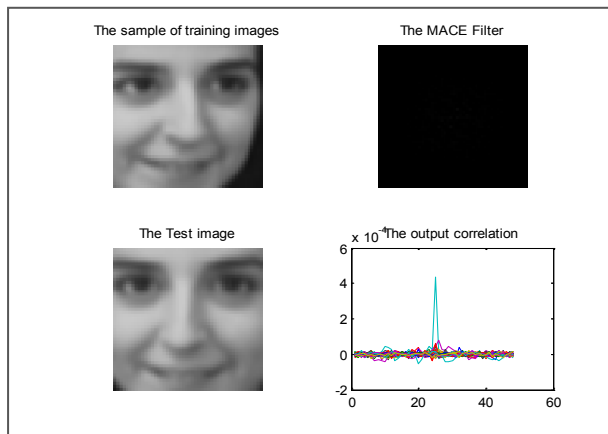 The sample of training images
The MACE Filter
The Test image
x 10-4
The output correlation
6
4
2
0
-2
0
20
40
60